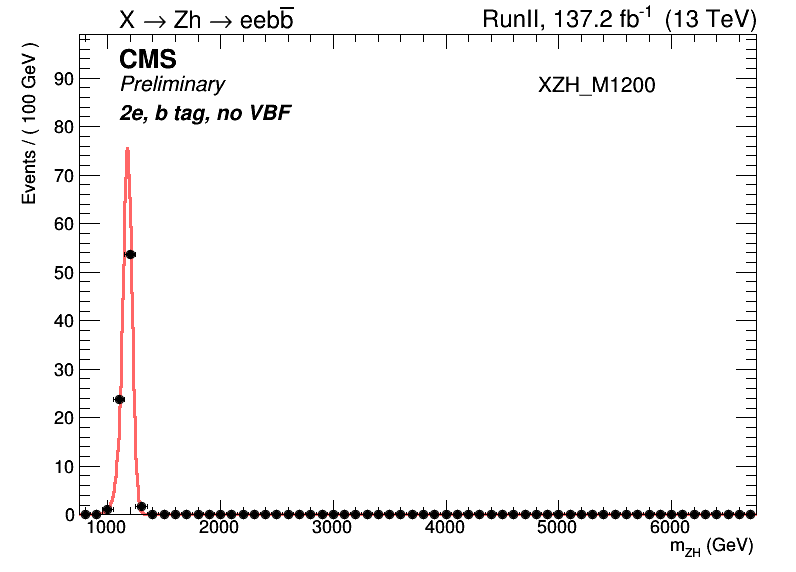 X → Zh → eeb̅b̅
RunII, 137.2 fb⁻¹ (13 TeV)
CMS
Preliminary
2e, b tag, no VBF
XZH_M1200
Events / ( 100 GeV )
90
80
70
60
50
40
30
20
10
0
1000 2000 3000 4000 5000 6000
m_ZH (GeV)